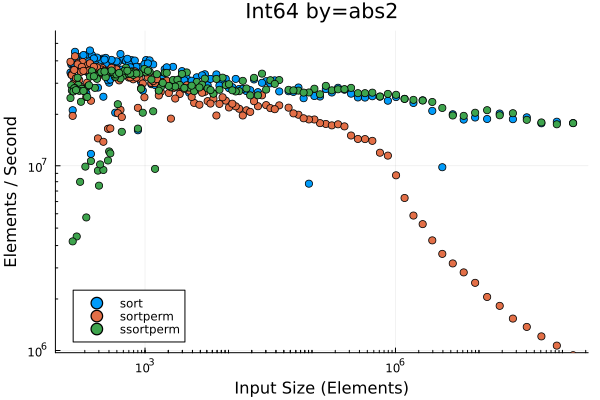 Int64 by=abs2
Elements / Second
10⁷
10⁶
sort
sortperm
ssortperm
10³
10⁶
Input Size (Elements)